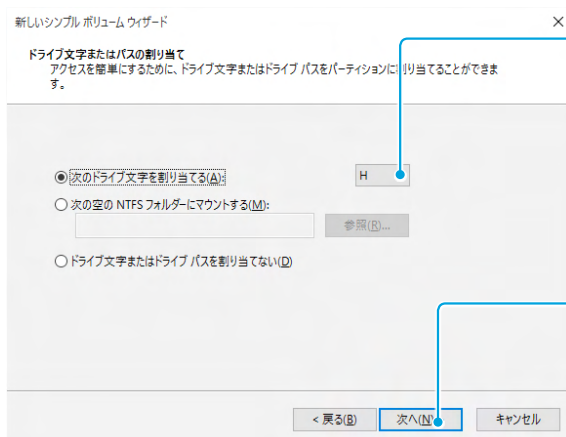 新しいシンプル ボリューム ウィザード
ドライブ文字またはパスの割り当て
アクセスを簡単にするために、ドライブ文字またはドライブ パスをパーティションに割り当てることができま
す。
次のドライブ文字を割り当てる(A):
H
次の空の NTFS フォルダーにマウントする(M):
参照(R)...
ドライブ文字またはドライブ パスを割り当てない(D)
< 戻る(B)
次へ(N)
キャンセル